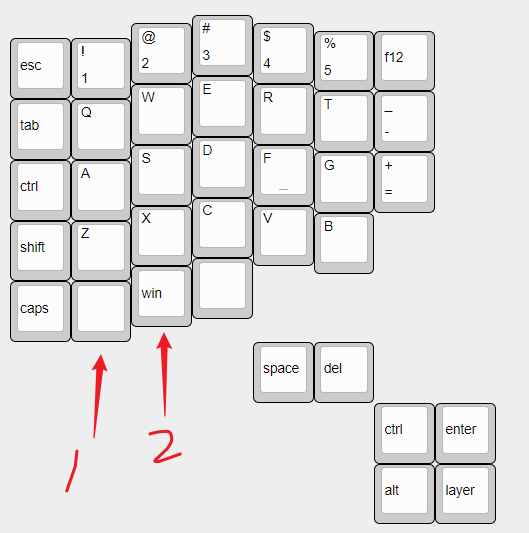 esc ! 1 @ 2 # 3 $ 4 % 5 f12
tab Q W E R T _ -
ctrl A S D F _ G + =
shift Z X C V B
caps win
space del
1 2
ctrl enter
alt layer